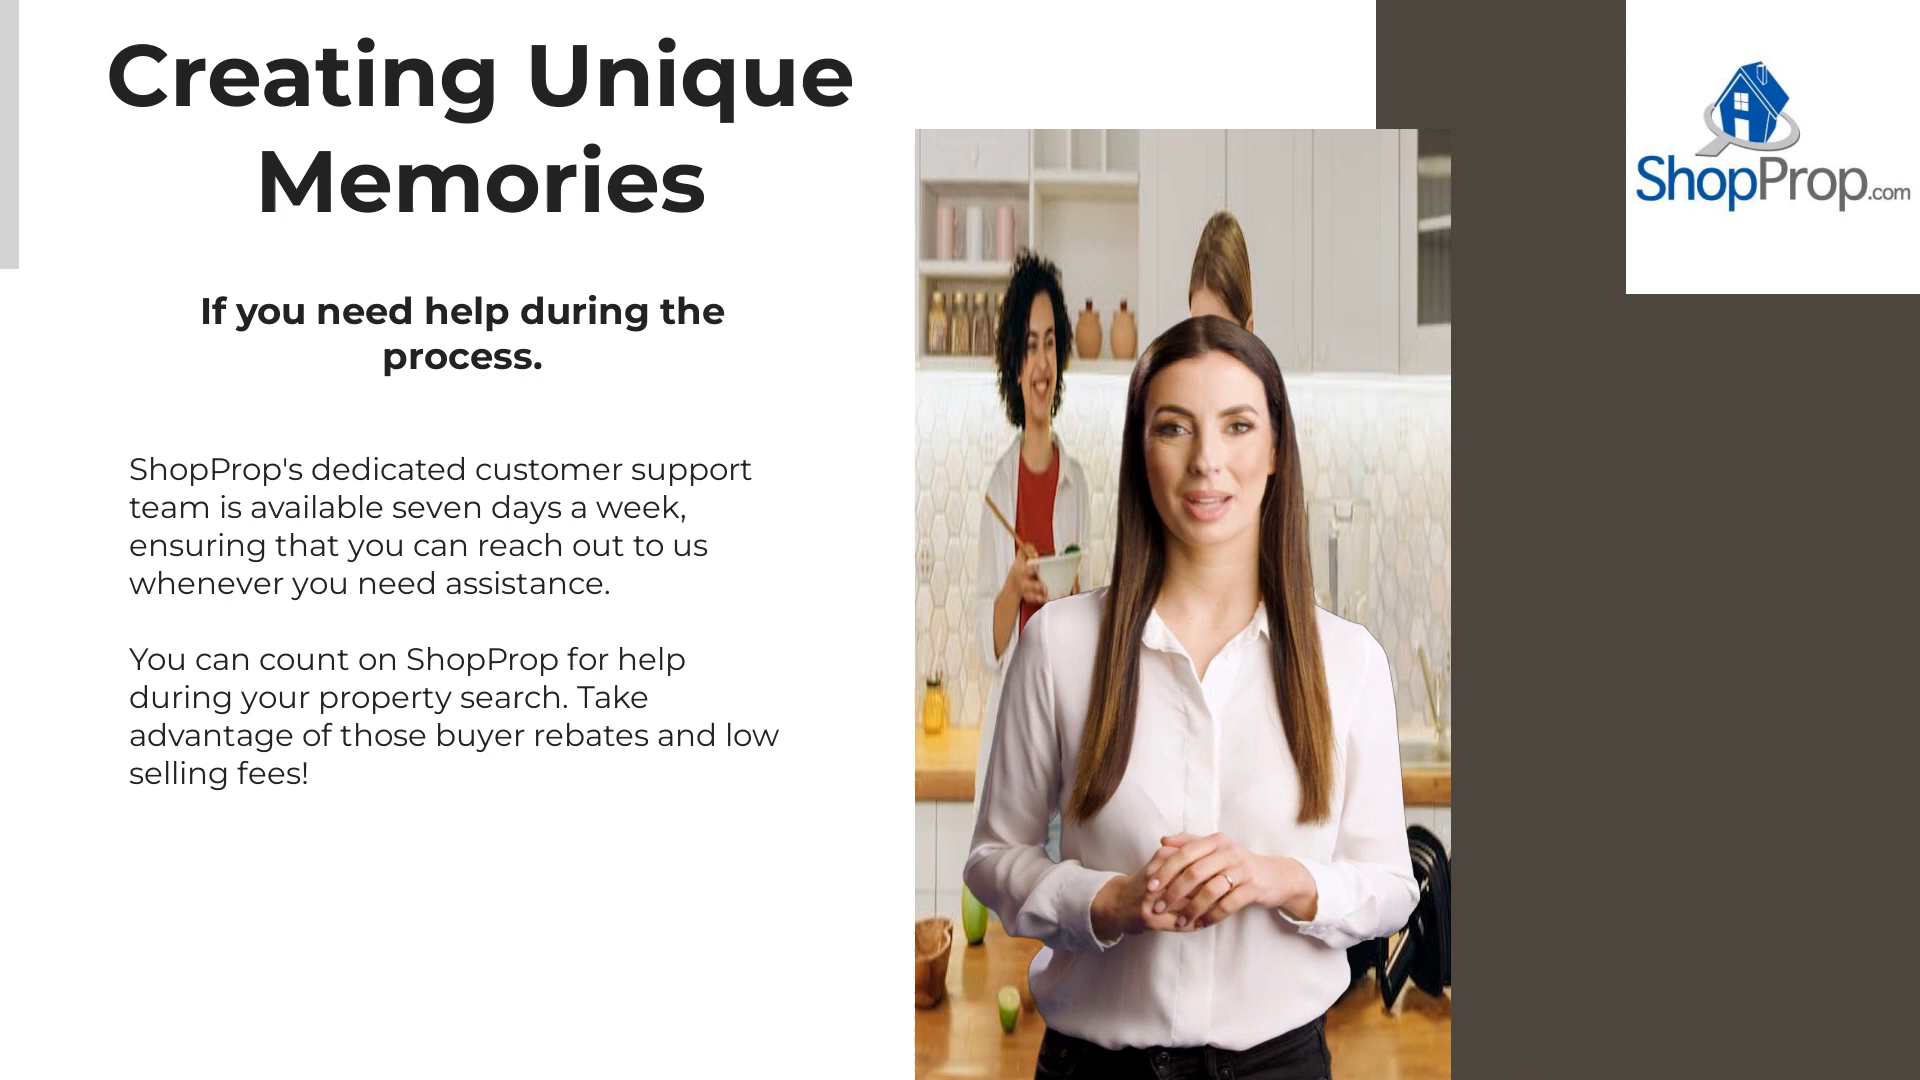 Creating Unique
Memories
If you need help during the
process.
ShopProp's dedicated customer support
team is available seven days a week,
ensuring that you can reach out to us
whenever you need assistance.
You can count on ShopProp for help
during your property search. Take
advantage of those buyer rebates and low
selling fees!
ShopProp.com